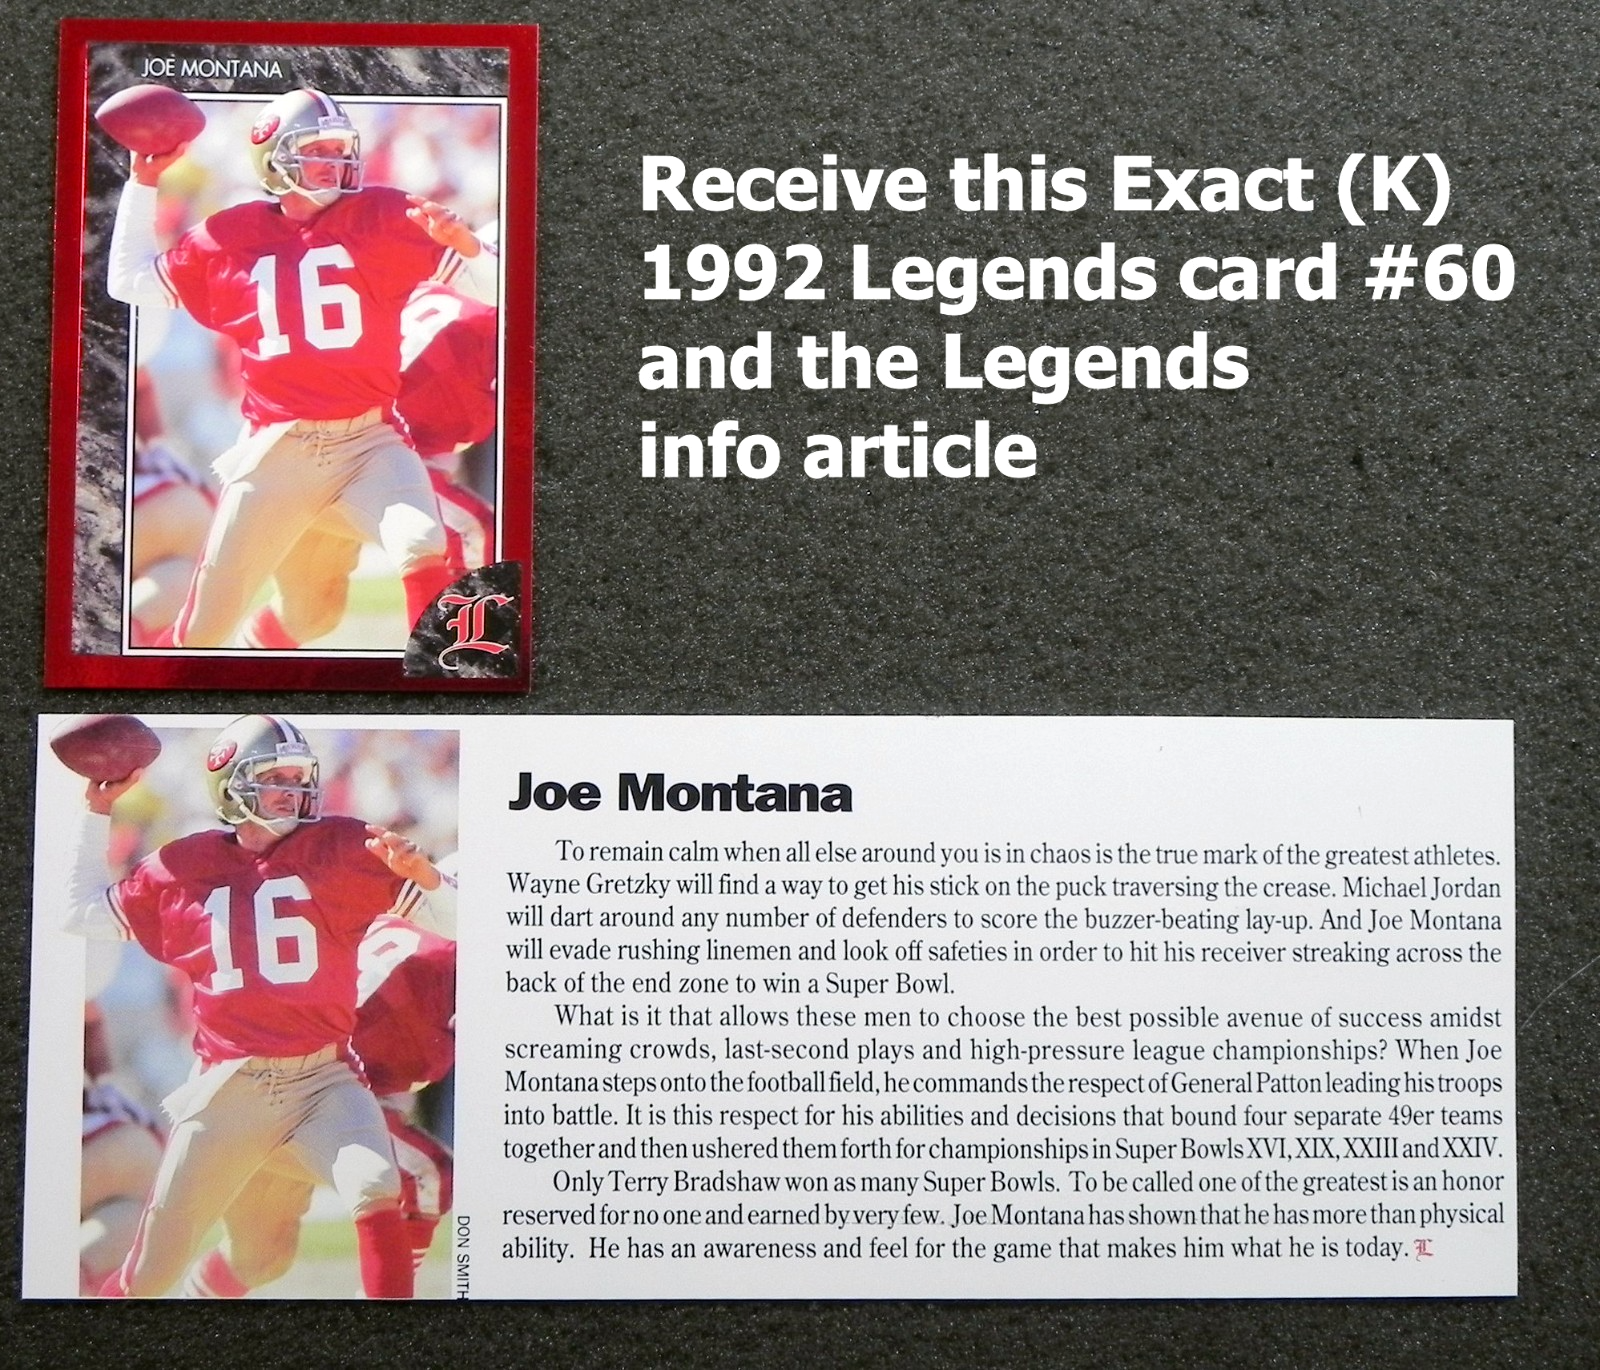 JOE MONTANA
16
L
Receive this Exact (K)
1992 Legends card #60
and the Legends
info article
16
DON SMITH
Joe Montana
To remain calm when all else around you is in chaos is the true mark of the greatest athletes.
Wayne Gretzky will find a way to get his stick on the puck traversing the crease. Michael Jordan
will dart around any number of defenders to score the buzzer-beating lay-up. And Joe Montana
will evade rushing linemen and look off safeties in order to hit his receiver streaking across the
back of the end zone to win a Super Bowl.
What is it that allows these men to choose the best possible avenue of success amidst
screaming crowds, last-second plays and high-pressure league championships? When Joe
Montana steps onto the football field, he commands the respect of General Patton leading his troops
into battle. It is this respect for his abilities and decisions that bound four separate 49er teams
together and then ushered them forth for championships in Super Bowls XVI, XIX, XXIII and XXIV.
Only Terry Bradshaw won as many Super Bowls. To be called one of the greatest is an honor
reserved for no one and earned by very few. Joe Montana has shown that he has more than physical
ability. He has an awareness and feel for the game that makes him what he is today. L